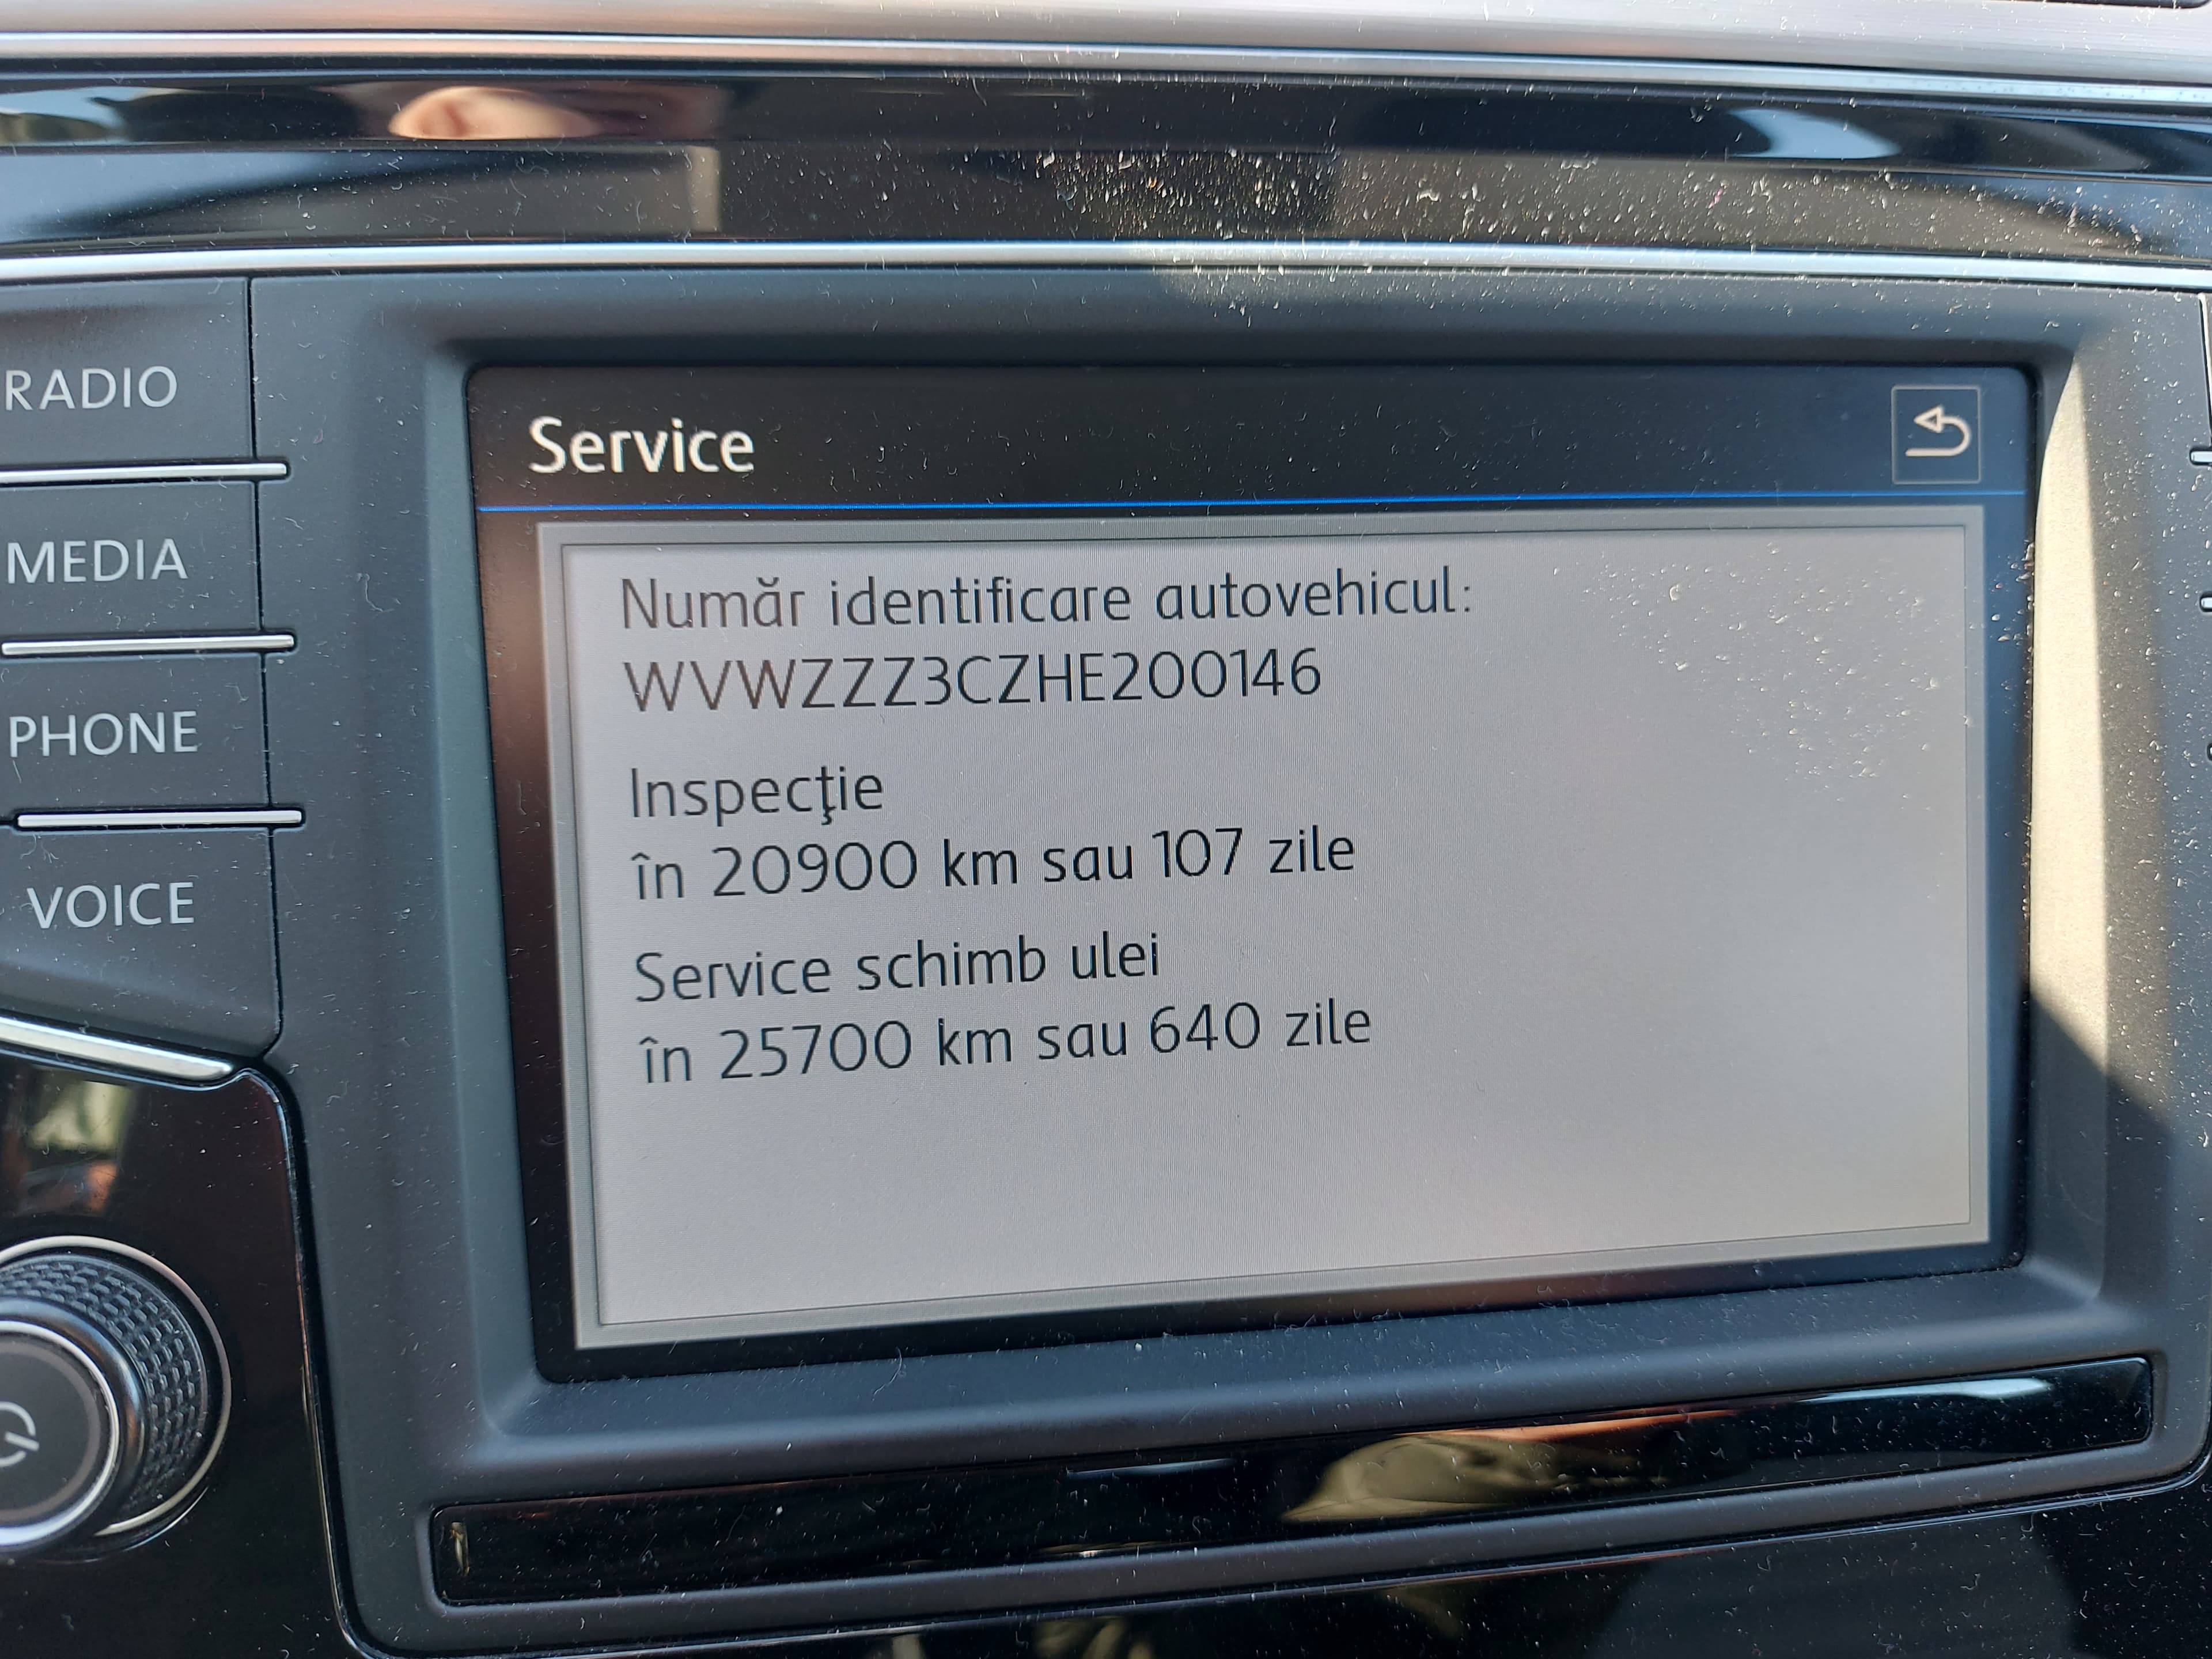 RADIO
MEDIA
PHONE
VOICE
Service
Număr identificare autovehicul:
WVWZZZ3CZHE200146
Inspecţie
în 20900 km sau 107 zile
Service schimb ulei
în 25700 km sau 640 zile